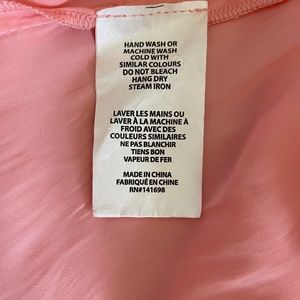 HAND WASH OR
MACHINE WASH
COLD WITH
SIMILAR COLOURS
DO NOT BLEACH
HANG DRY
STEAM IRON
LAVER LES MAINS OU
LAVER À LA MACHINE À
FROID AVEC DES
COULEURS SIMILAIRES
NE PAS BLANCHIR
TIENS BON
VAPEUR DE FER
MADE IN CHINA
FABRIQUÉ EN CHINE
RN#141698